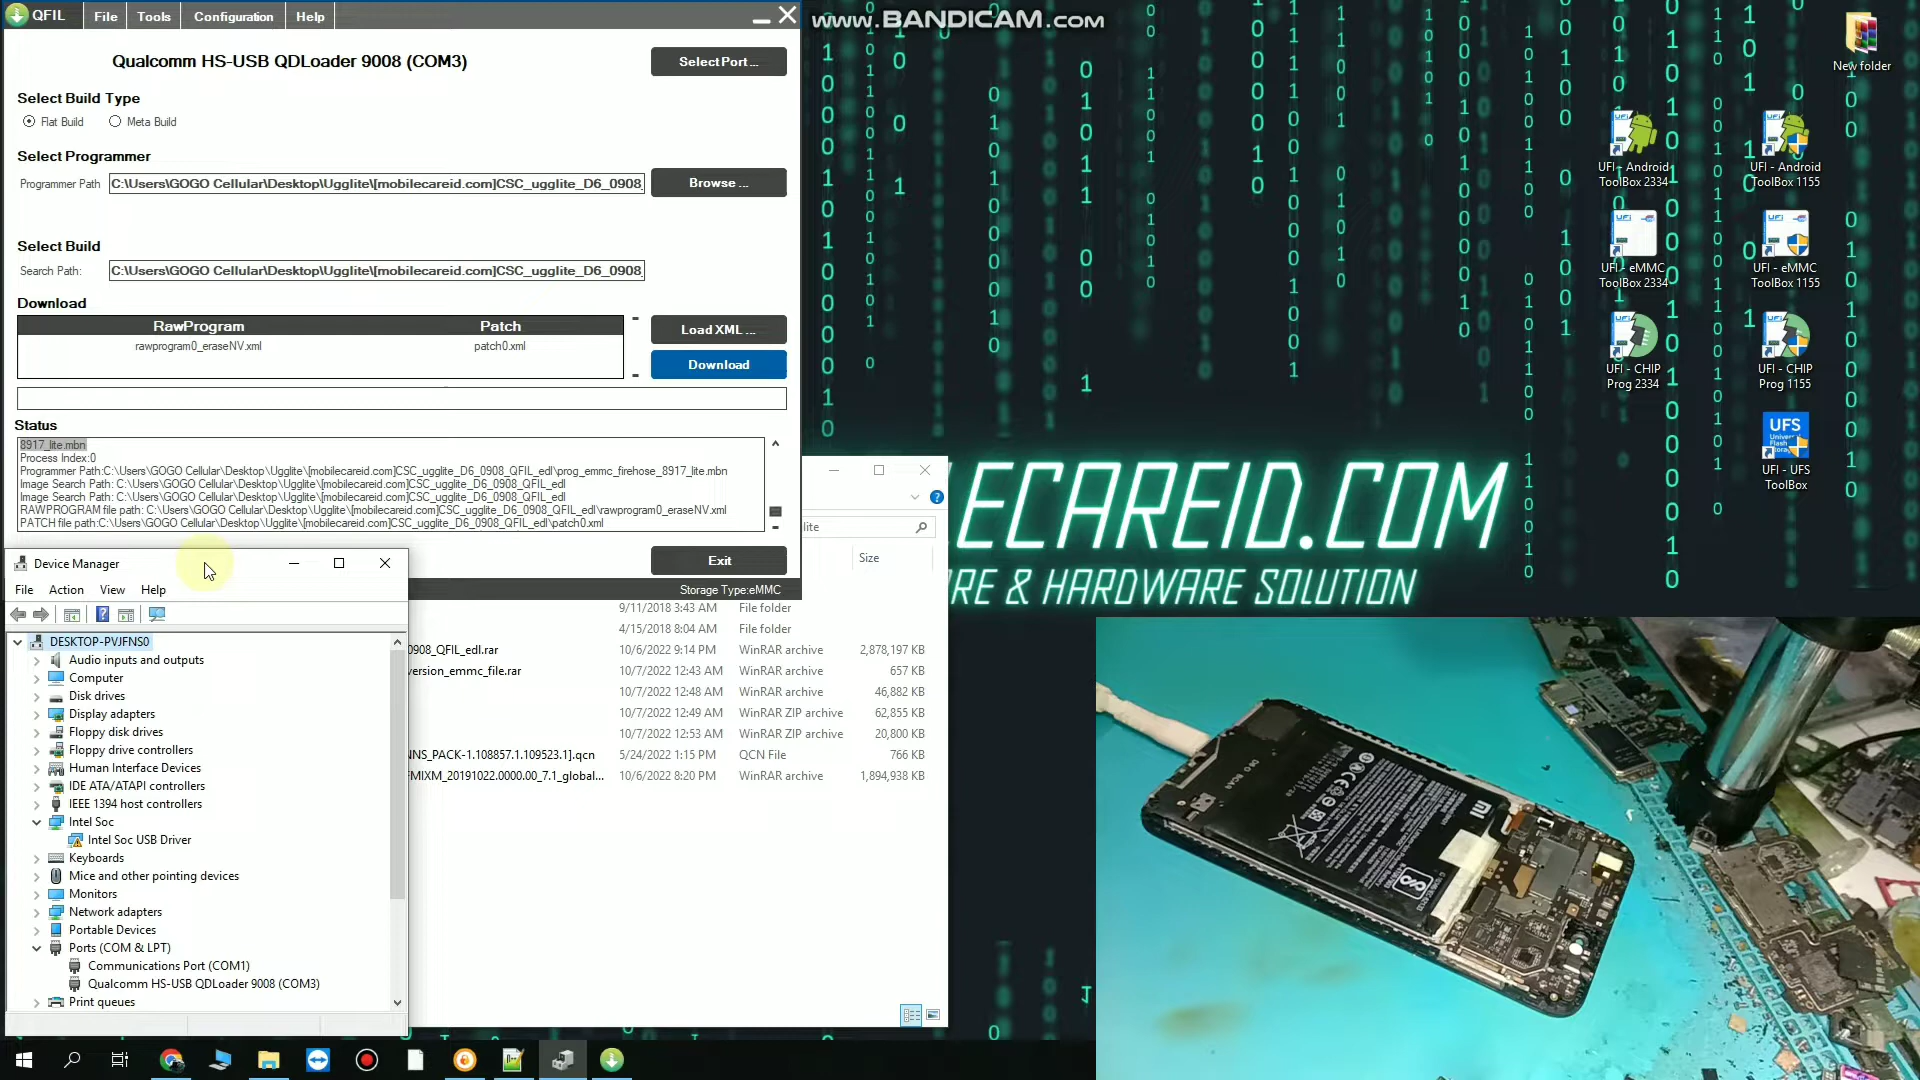 QFIL File Tools Configuration Help
www.BANDICAM.com
Qualcomm HS-USB QDLoader 9008 (COM3)
Select Port ...
Select Build Type
Flat Build Meta Build
Select Programmer
Programmer Path C:\Users\GOGO Cellular\Desktop\Ugglite\[mobilecareid.com]CSC_ugglite_D6_0908_ Browse ...
Select Build
Search Path: C:\Users\GOGO Cellular\Desktop\Ugglite\[mobilecareid.com]CSC_ugglite_D6_0908_
Download
RawProgram Patch
rawprogram0_eraseNV.xml patch0.xml
Load XML ...
Download
Status
8917_lite.mbn
Process Index:0
Programmer Path:C:\Users\GOGO Cellular\Desktop\Ugglite\[mobilecareid.com]CSC_ugglite_D6_0908_QFIL_edl\prog_emmc_firehose_8917_lite.mbn
Image Search Path: C:\Users\GOGO Cellular\Desktop\Ugglite\[mobilecareid.com]CSC_ugglite_D6_0908_QFIL_edl
Image Search Path: C:\Users\GOGO Cellular\Desktop\Ugglite\[mobilecareid.com]CSC_ugglite_D6_0908_QFIL_edl
RAWPROGRAM file path: C:\Users\GOGO Cellular\Desktop\Ugglite\[mobilecareid.com]CSC_ugglite_D6_0908_QFIL_edl\rawprogram0_eraseNV.xml
PATCH file path:C:\Users\GOGO Cellular\Desktop\Ugglite\[mobilecareid.com]CSC_ugglite_D6_0908_QFIL_edl\patch0.xml
Exit
Storage Type:eMMC
Device Manager
File Action View Help
DESKTOP-PVJFNS0
Audio inputs and outputs
Computer
Disk drives
Display adapters
Floppy disk drives
Floppy drive controllers
Human Interface Devices
IDE ATA/ATAPI controllers
IEEE 1394 host controllers
Intel Soc
Intel Soc USB Driver
Keyboards
Mice and other pointing devices
Monitors
Network adapters
Portable Devices
Ports (COM & LPT)
Communications Port (COM1)
Qualcomm HS-USB QDLoader 9008 (COM3)
Print queues
lite
Size
9/11/2018 3:43 AM File folder
4/15/2018 8:04 AM File folder
0908_QFIL_edl.rar 10/6/2022 9:14 PM WinRAR archive 2,878,197 KB
version_emmc_file.rar 10/7/2022 12:43 AM WinRAR archive 657 KB
10/7/2022 12:48 AM WinRAR archive 46,882 KB
10/7/2022 12:49 AM WinRAR ZIP archive 62,855 KB
10/7/2022 12:53 AM WinRAR ZIP archive 20,800 KB
NS_PACK-1.108857.1.109523.1].qcn 5/24/2022 1:15 PM QCN File 766 KB
FMIXM_20191022.0000.00_7.1_global... 10/6/2022 8:20 PM WinRAR archive 1,894,938 KB
ECAREID.COM
RE & HARDWARE SOLUTION
New folder
UFI - Android ToolBox 2334
UFI - Android ToolBox 1155
UFI - eMMC ToolBox 2334
UFI - eMMC ToolBox 1155
UFI - CHIP Prog 2334
UFI - CHIP Prog 1155
UFS
UFI - UFS ToolBox